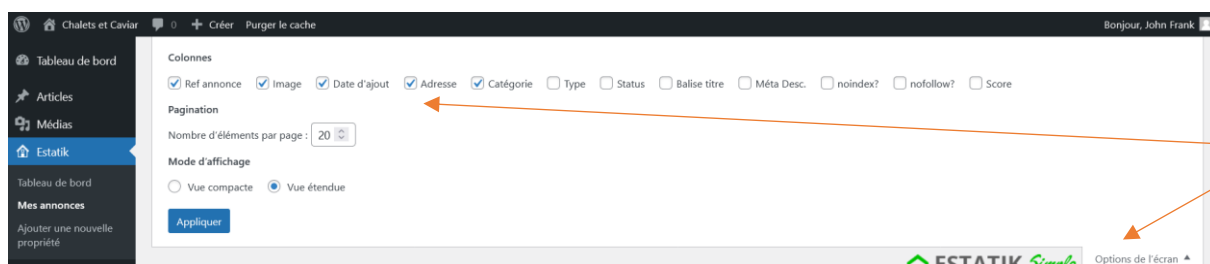 Chalets et Caviar 0 + Créer Purger le cache Bonjour, John Frank
Tableau de bord
Articles
Médias
Estatik
Tableau de bord
Mes annonces
Ajouter une nouvelle
propriété
Colonnes
Ref annonce Image Date d'ajout Adresse Catégorie Type Status Balise titre Méta Desc. noindex? nofollow? Score
Pagination
Nombre d'éléments par page : 20
Mode d'affichage
Vue compacte Vue étendue
Appliquer
ESTATIK Simple Options de l'écran